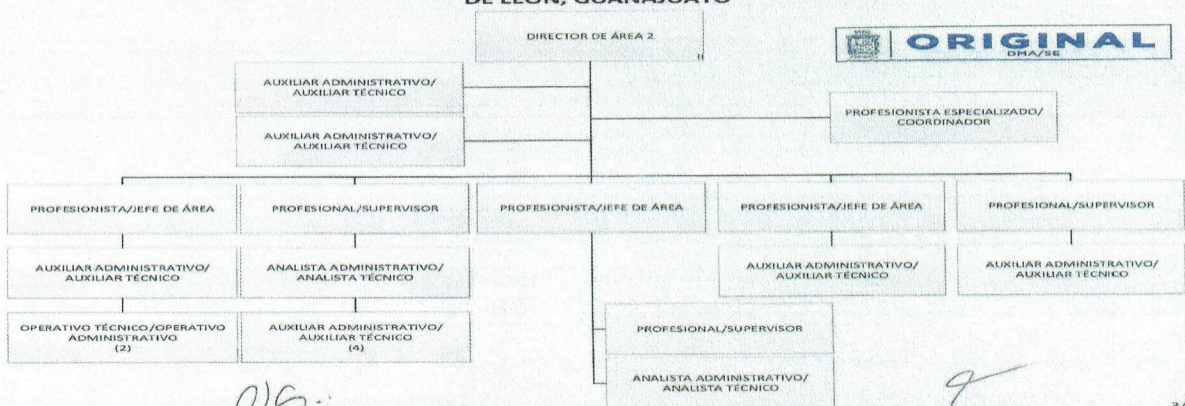 DE LEÓN, GUANAJUATO
DIRECTOR DE ÁREA 2
ORIGINAL
DMA/SE
AUXILIAR ADMINISTRATIVO/
AUXILIAR TÉCNICO
PROFESIONISTA ESPECIALIZADO/
COORDINADOR
AUXILIAR ADMINISTRATIVO/
AUXILIAR TÉCNICO
PROFESIONISTA/JEFE DE ÁREA
PROFESIONAL/SUPERVISOR
PROFESIONISTA/JEFE DE ÁREA
PROFESIONISTA/JEFE DE ÁREA
PROFESIONAL/SUPERVISOR
AUXILIAR ADMINISTRATIVO/
AUXILIAR TÉCNICO
ANALISTA ADMINISTRATIVO/
ANALISTA TÉCNICO
AUXILIAR ADMINISTRATIVO/
AUXILIAR TÉCNICO
AUXILIAR ADMINISTRATIVO/
AUXILIAR TÉCNICO
OPERATIVO TÉCNICO/OPERATIVO
ADMINISTRATIVO
(2)
AUXILIAR ADMINISTRATIVO/
AUXILIAR TÉCNICO
(4)
PROFESIONAL/SUPERVISOR
ANALISTA ADMINISTRATIVO/
ANALISTA TÉCNICO